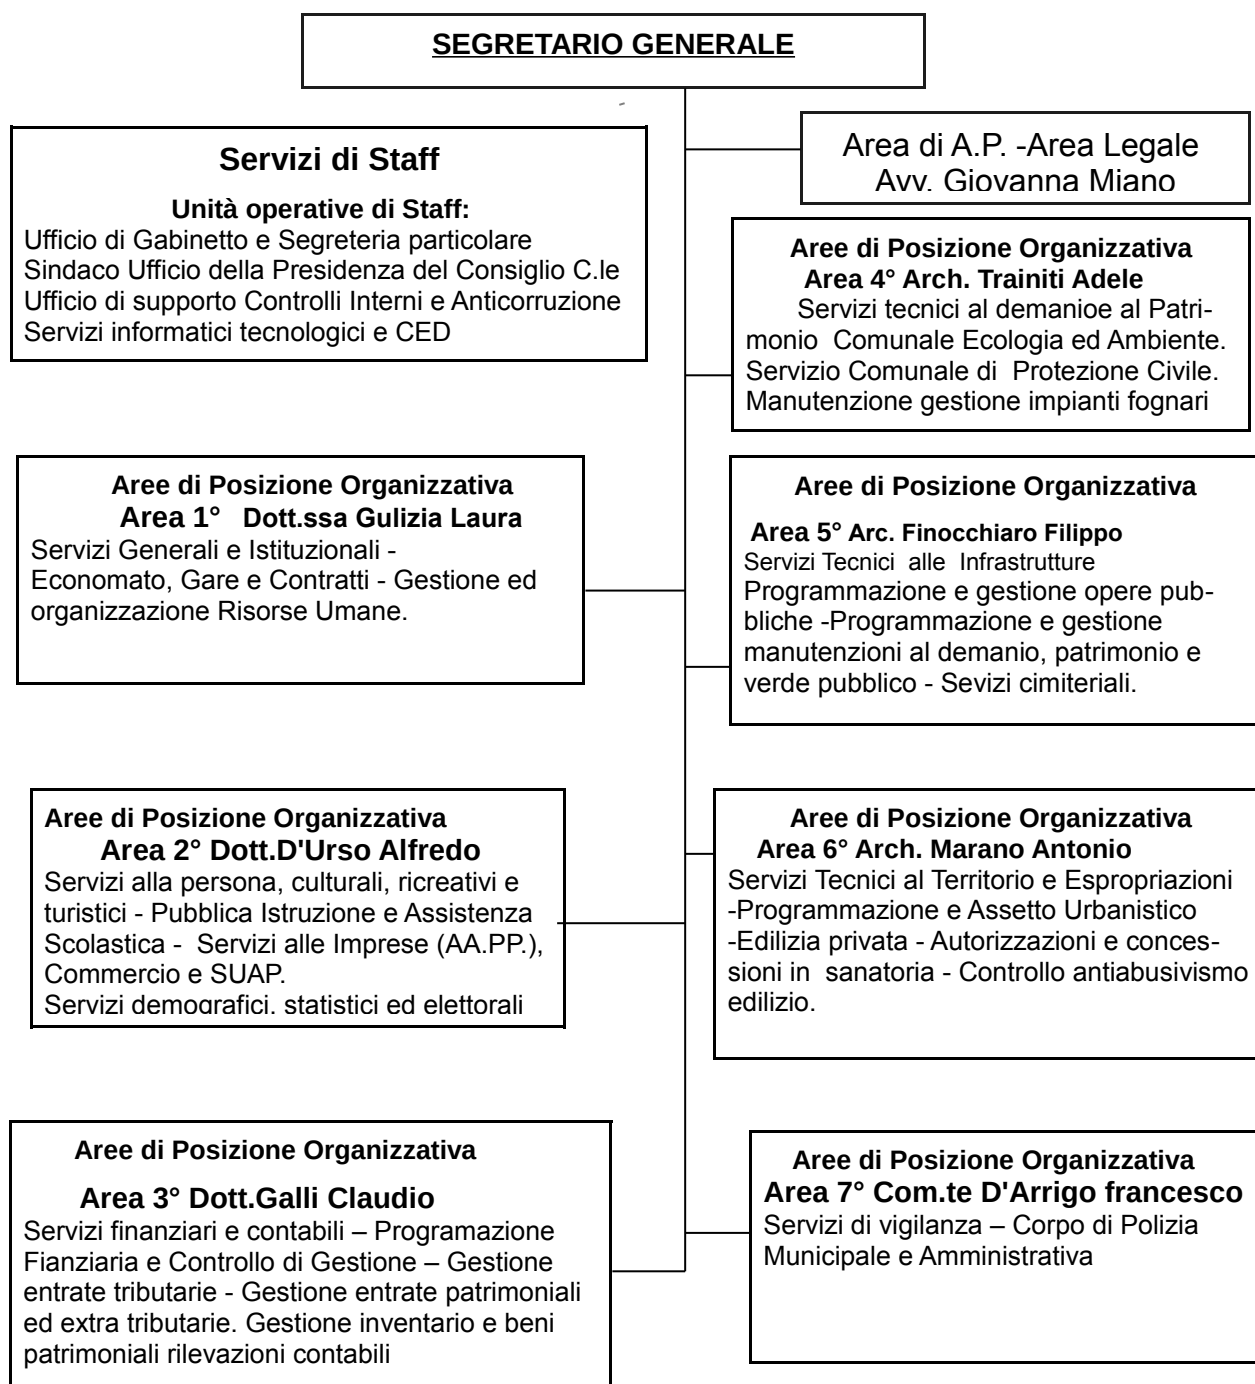 SEGRETARIO GENERALE
Servizi di Staff
Unità operative di Staff:
Ufficio di Gabinetto e Segreteria particolare
Sindaco Ufficio della Presidenza del Consiglio C.le
Ufficio di supporto Controlli Interni e Anticorruzione
Servizi informatici tecnologici e CED
Area di A.P. -Area Legale
Avv. Giovanna Miano
Aree di Posizione Organizzativa
Area 4° Arch. Trainiti Adele
Servizi tecnici al demanioe al Patri-
monio Comunale Ecologia ed Ambiente.
Servizio Comunale di Protezione Civile.
Manutenzione gestione impianti fognari
Aree di Posizione Organizzativa
Area 1° Dott.ssa Gulizia Laura
Servizi Generali e Istituzionali -
Economato, Gare e Contratti - Gestione ed
organizzazione Risorse Umane.
Aree di Posizione Organizzativa
Area 5° Arc. Finocchiaro Filippo
Servizi Tecnici alle Infrastrutture
Programmazione e gestione opere pub-
bliche -Programmazione e gestione
manutenzioni al demanio, patrimonio e
verde pubblico - Sevizi cimiteriali.
Aree di Posizione Organizzativa
Area 2° Dott.D'Urso Alfredo
Servizi alla persona, culturali, ricreativi e
turistici - Pubblica Istruzione e Assistenza
Scolastica - Servizi alle Imprese (AA.PP.),
Commercio e SUAP.
Servizi demografici, statistici ed elettorali
Aree di Posizione Organizzativa
Area 6° Arch. Marano Antonio
Servizi Tecnici al Territorio e Espropriazioni
-Programmazione e Assetto Urbanistico
-Edilizia privata - Autorizzazioni e conces-
sioni in sanatoria - Controllo antiabusivismo
edilizio.
Aree di Posizione Organizzativa
Area 3° Dott.Galli Claudio
Servizi finanziari e contabili – Programazione
Fianziaria e Controllo di Gestione – Gestione
entrate tributarie - Gestione entrate patrimoniali
ed extra tributarie. Gestione inventario e beni
patrimoniali rilevazioni contabili
Aree di Posizione Organizzativa
Area 7° Com.te D'Arrigo francesco
Servizi di vigilanza – Corpo di Polizia
Municipale e Amministrativa